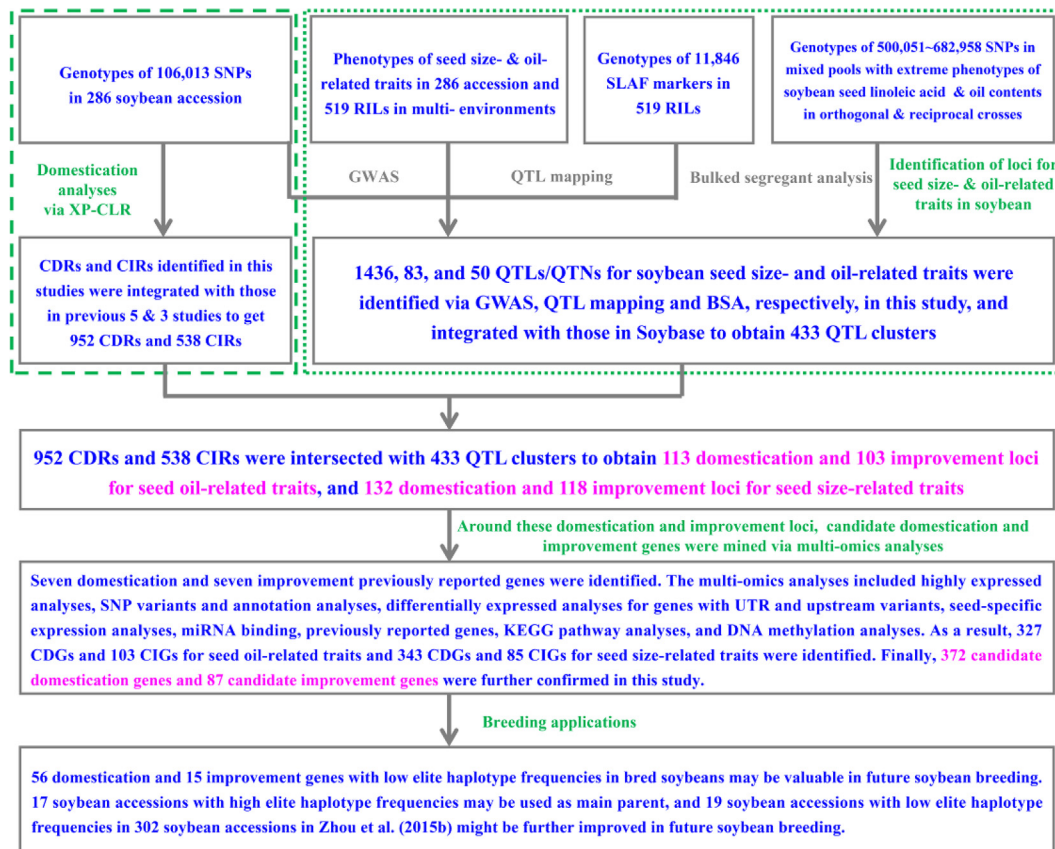 Genotypes of 106,013 SNPs
in 286 soybean accession
Phenotypes of seed size- & oil-
related traits in 286 accession and
519 RILs in multi- environments
Genotypes of 11,846
SLAF markers in
519 RILs
Genotypes of 500,051~682,958 SNPs in
mixed pools with extreme phenotypes of
soybean seed linoleic acid & oil contents
in orthogonal & reciprocal crosses
Domestication
analyses
via XP-CLR
GWAS
QTL mapping
Bulked segregant analysis
Identification of loci for
seed size- & oil-related
traits in soybean
CDRs and CIRs identified in this
studies were integrated with those
in previous 5 & 3 studies to get
952 CDRs and 538 CIRs
1436, 83, and 50 QTLs/QTNs for soybean seed size- and oil-related traits were
identified via GWAS, QTL mapping and BSA, respectively, in this study, and
integrated with those in Soybase to obtain 433 QTL clusters
952 CDRs and 538 CIRs were intersected with 433 QTL clusters to obtain 113 domestication and 103 improvement loci
for seed oil-related traits, and 132 domestication and 118 improvement loci for seed size-related traits
Around these domestication and improvement loci, candidate domestication and
improvement genes were mined via multi-omics analyses
Seven domestication and seven improvement previously reported genes were identified. The multi-omics analyses included highly expressed
analyses, SNP variants and annotation analyses, differentially expressed analyses for genes with UTR and upstream variants, seed-specific
expression analyses, miRNA binding, previously reported genes, KEGG pathway analyses, and DNA methylation analyses. As a result, 327
CDGs and 103 CIGs for seed oil-related traits and 343 CDGs and 85 CIGs for seed size-related traits were identified. Finally, 372 candidate
domestication genes and 87 candidate improvement genes were further confirmed in this study.
Breeding applications
56 domestication and 15 improvement genes with low elite haplotype frequencies in bred soybeans may be valuable in future soybean breeding.
17 soybean accessions with high elite haplotype frequencies may be used as main parent, and 19 soybean accessions with low elite haplotype
frequencies in 302 soybean accessions in Zhou et al. (2015b) might be further improved in future soybean breeding.